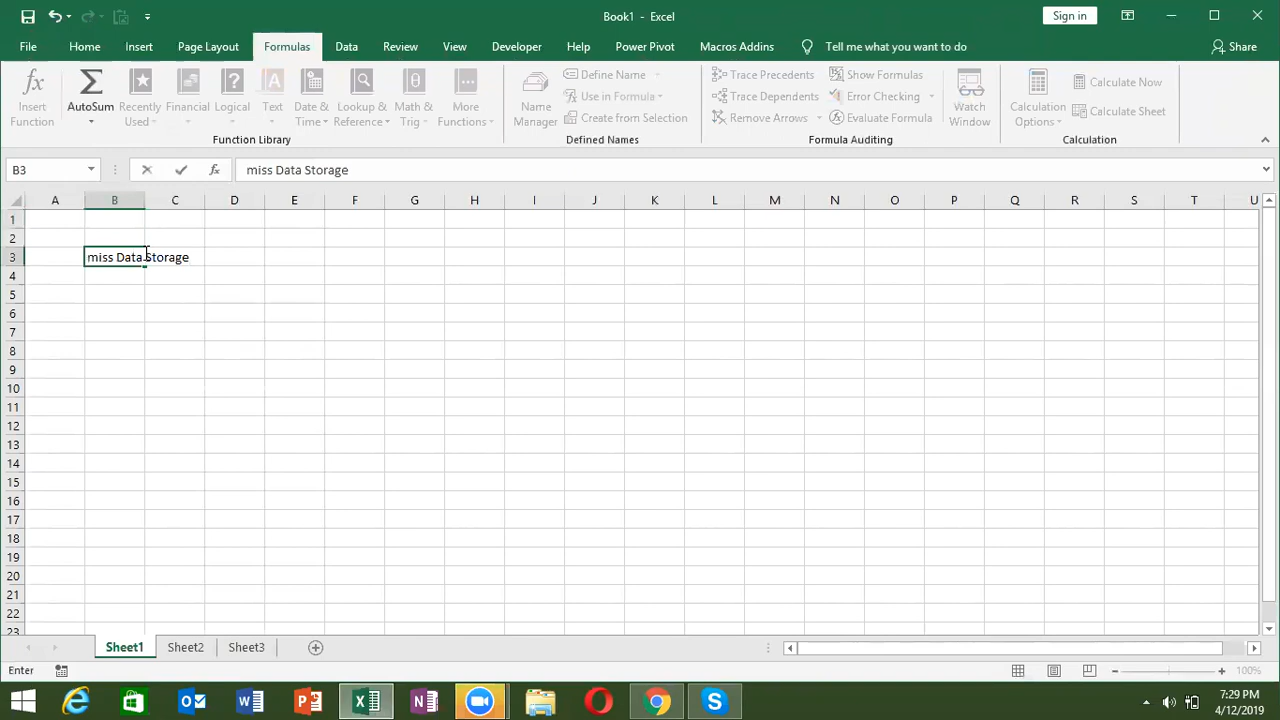 Book1 - Excel
Sign in
File Home Insert Page Layout Formulas Data Review View Developer Help Power Pivot Macros Addins Tell me what you want to do Share
Insert Function
AutoSum
Recently Used
Financial
Logical
Text
Date & Time
Lookup & Reference
Math & Trig
More Functions
Function Library
Name Manager
Define Name
Use in Formula
Create from Selection
Defined Names
Trace Precedents
Trace Dependents
Remove Arrows
Show Formulas
Error Checking
Evaluate Formula
Formula Auditing
Watch Window
Calculation Options
Calculate Now
Calculate Sheet
Calculation
B3 fx miss Data Storage
A B C D E F G H I J K L M N O P Q R S T U
1
2
3 miss Data Storage
4
5
6
7
8
9
10
11
12
13
14
15
16
17
18
19
20
21
22
23
Sheet1 Sheet2 Sheet3
Enter 100%
7:29 PM
4/12/2019